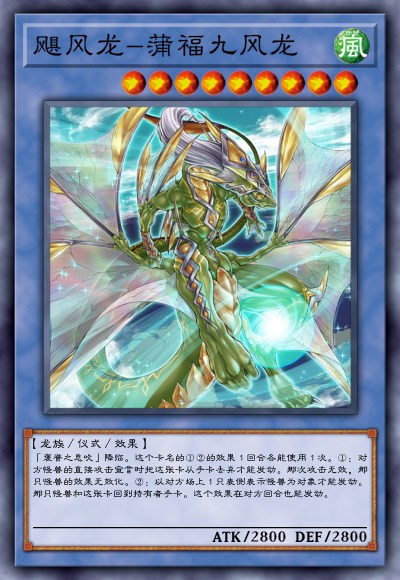 飓风龙-蒲福九风龙
風
【龙族/仪式/效果】
「褒誉之息吹」降临。这个卡名的①②的效果1回合各能使用1次。①：对
方怪兽的直接攻击宣言时把这张卡从手卡丢弃才能发动。那次攻击无效，那
只怪兽的效果无效化。②：以对方场上1只表侧表示怪兽为对象才能发动。
那只怪兽和这张卡回到持有者手卡。这个效果在对方回合也能发动。
ATK/2800 DEF/2800